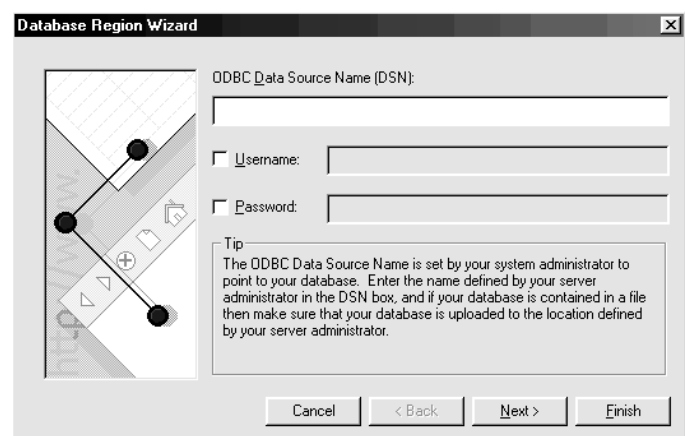 Database Region Wizard
ODBC Data Source Name (DSN):
Username:
Password:
Tip
The ODBC Data Source Name is set by your system administrator to
point to your database. Enter the name defined by your server
administrator in the DSN box, and if your database is contained in a file
then make sure that your database is uploaded to the location defined
by your server administrator.
http://www.
Cancel
< Back
Next >
Finish